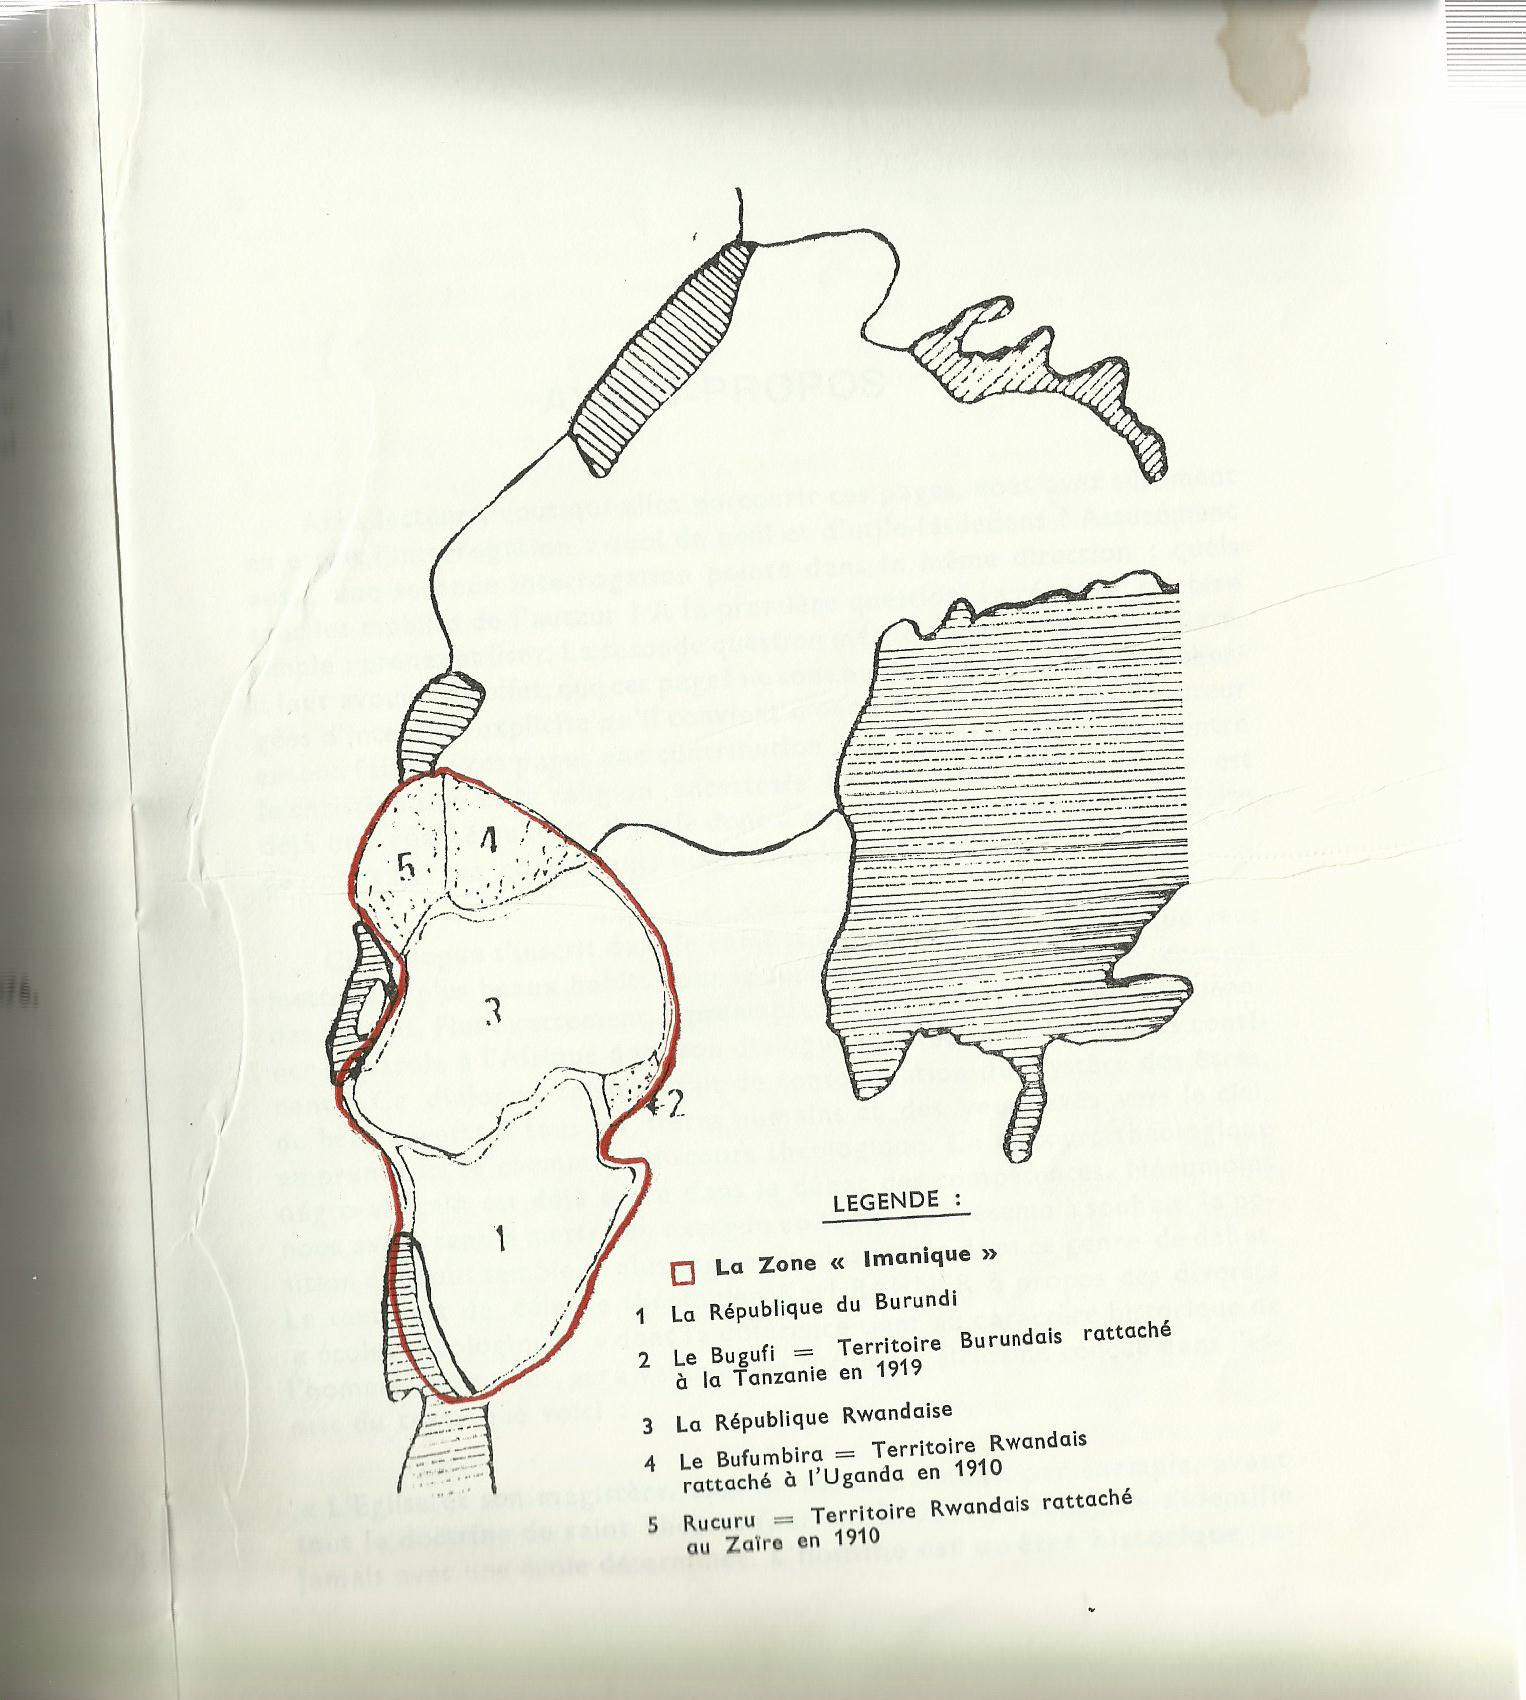 5
4
3
2
1
LEGENDE :
La Zone « Imanique »
1 La République du Burundi
2 Le Bugufi = Territoire Burundais rattaché
à la Tanzanie en 1919
3 La République Rwandaise
4 Le Bufumbira = Territoire Rwandais
rattaché à l'Uganda en 1910
5 Rucuru = Territoire Rwandais rattaché
au Zaïre en 1910